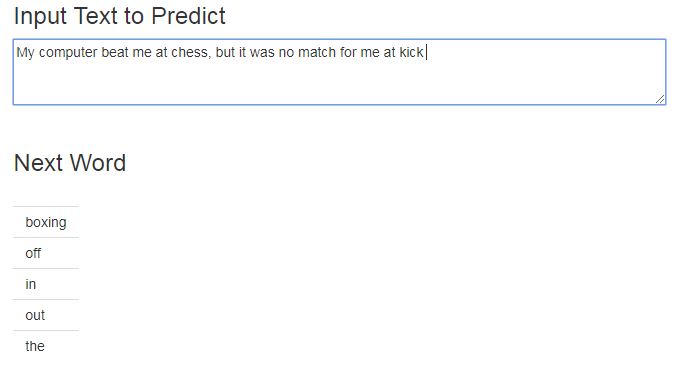 Input Text to Predict
My computer beat me at chess, but it was no match for me at kick
Next Word
boxing
off
in
out
the